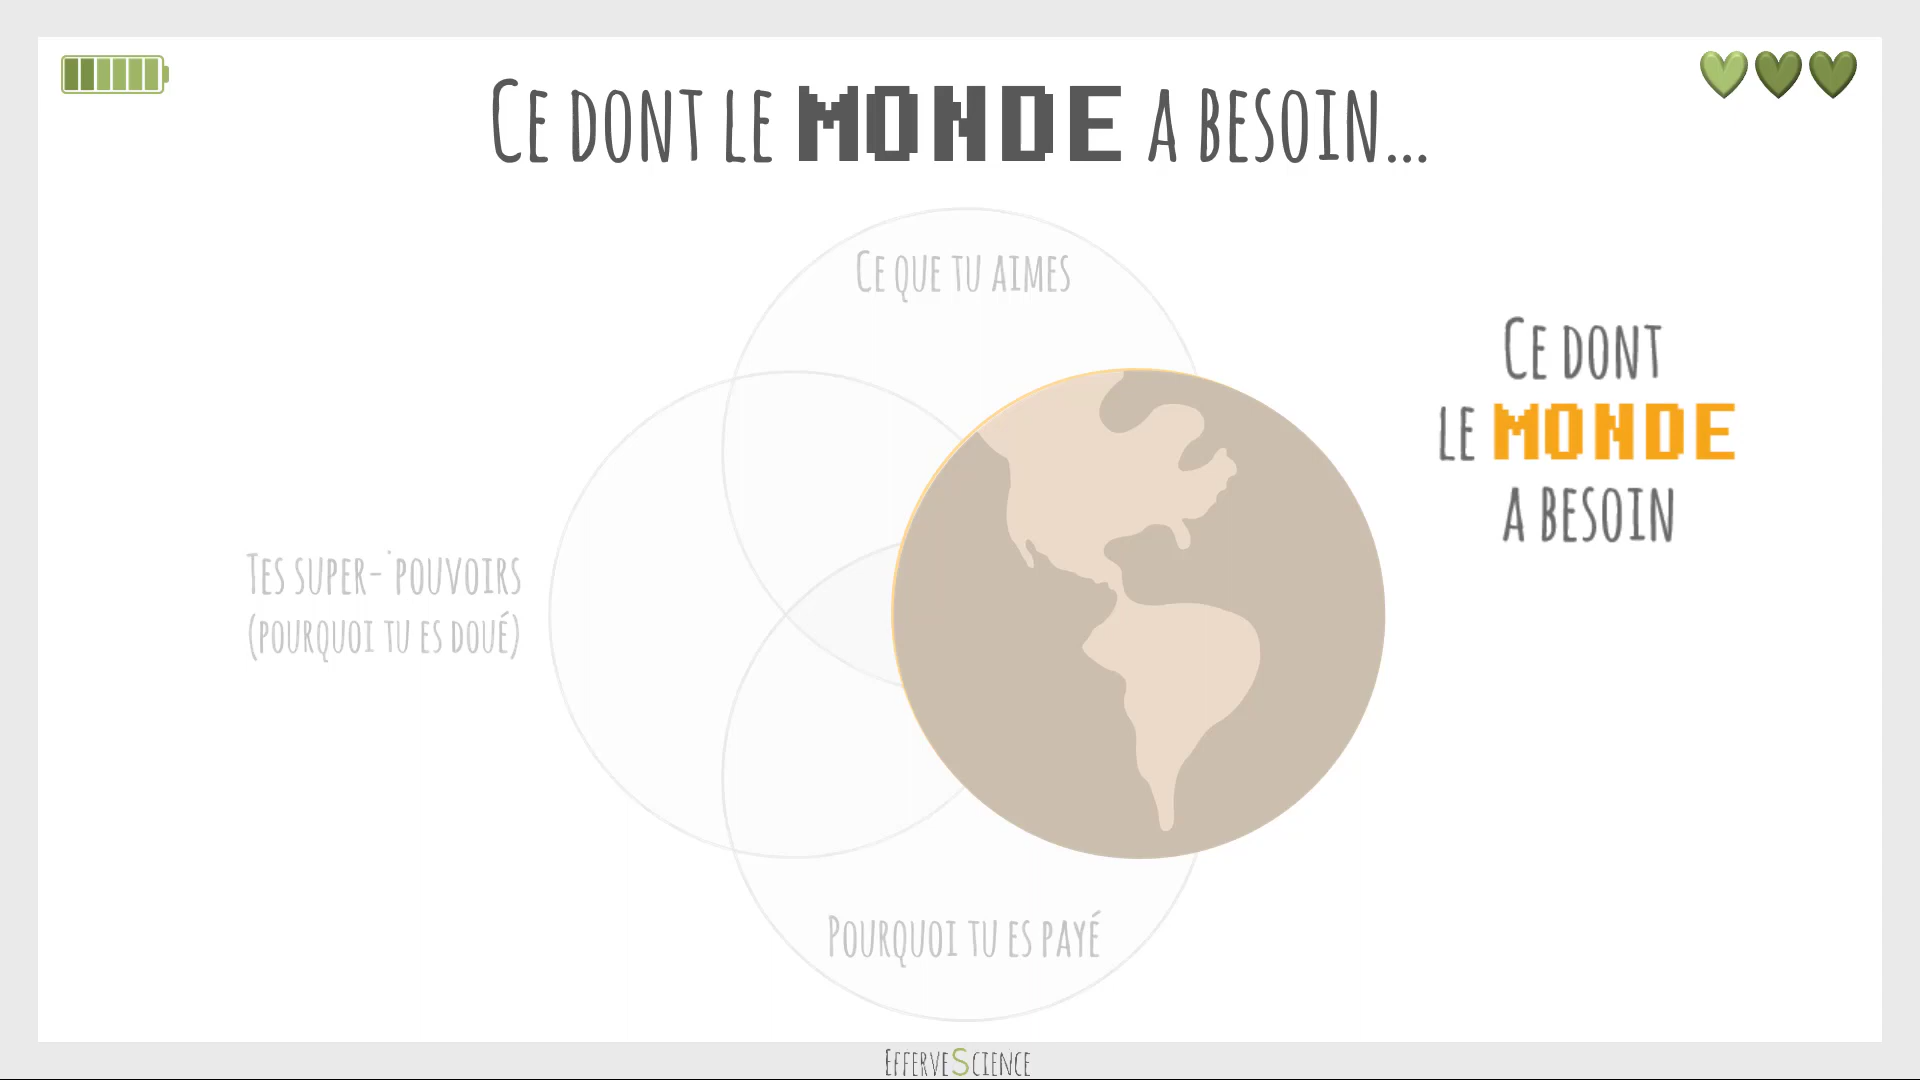 Ce dont le MONDE a besoin...
Ce que tu aimes
Ce dont
le MONDE
a besoin
Tes super-pouvoirs
(pourquoi tu es doué)
Pourquoi tu es payé
EfferveScience